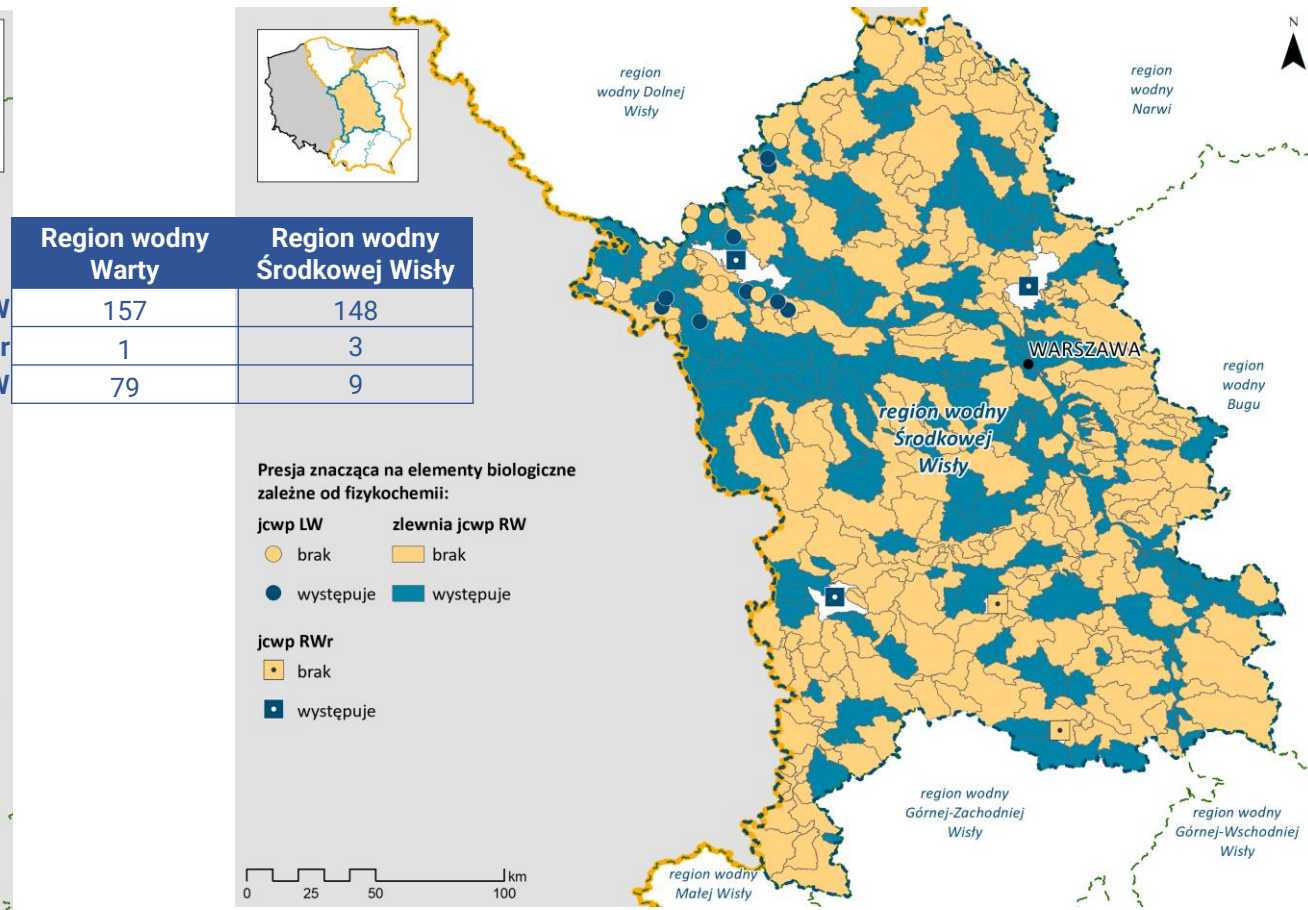 N
region
wodny Dolnej
Wisły
region
wodny
Narwi
Region wodny
Warty
Region wodny
Środkowej Wisły
W 157 148
r 1 3
W 79 9
WARSZAWA
region
wodny
Bugu
region wodny
Środkowej
Wisły
Presja znacząca na elementy biologiczne
zależne od fizykochemii:
jcwp LW zlewnia jcwp RW
brak brak
występuje występuje
jcwp RWr
brak
występuje
region wodny
Górnej-Zachodniej
Wisły
region wodny
Górnej-Wschodniej
Wisły
region wodny
Małej Wisły
km
0 25 50 100